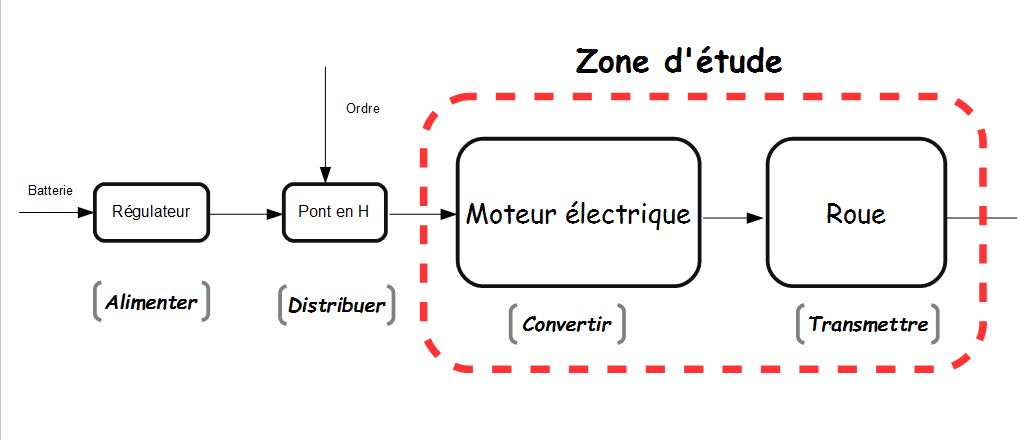 Zone d'étude
Ordre
Batterie
Régulateur
Pont en H
Moteur électrique
Roue
Alimenter
Distribuer
Convertir
Transmettre